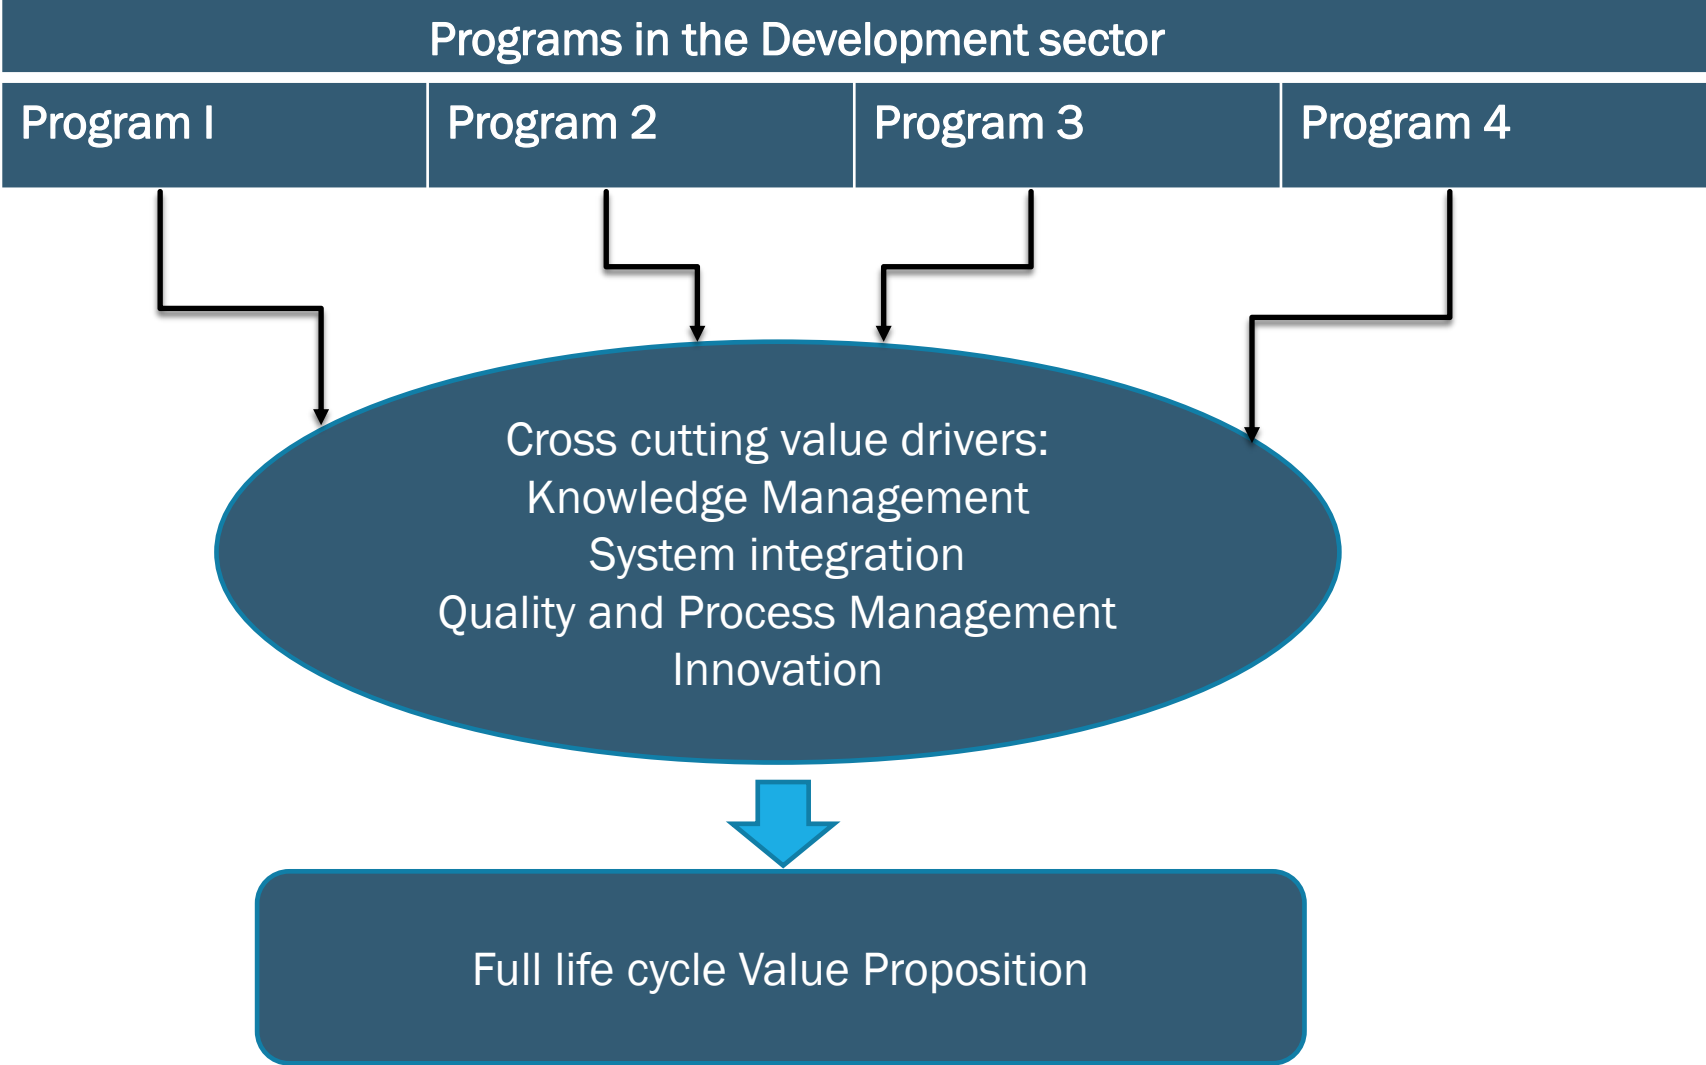 Programs in the Development sector
Program I
Program 2
Program 3
Program 4
Cross cutting value drivers:
Knowledge Management
System integration
Quality and Process Management
Innovation
Full life cycle Value Proposition